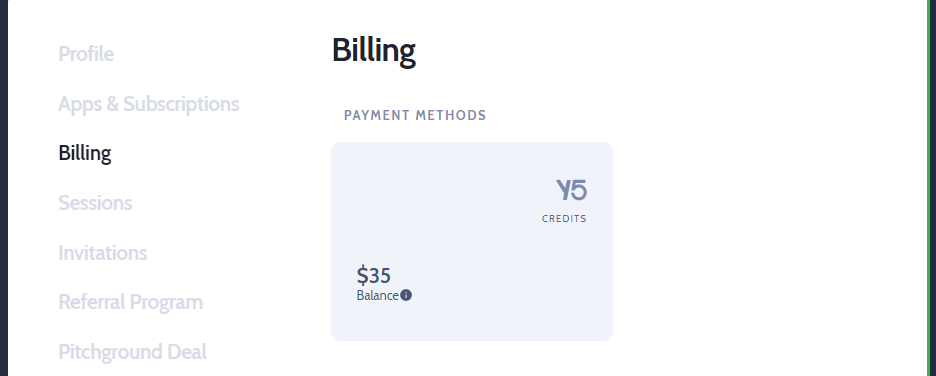 Profile
Apps & Subscriptions
Billing
Sessions
Invitations
Referral Program
Pitchground Deal
Billing
PAYMENT METHODS
Y5
CREDITS
$35
Balance